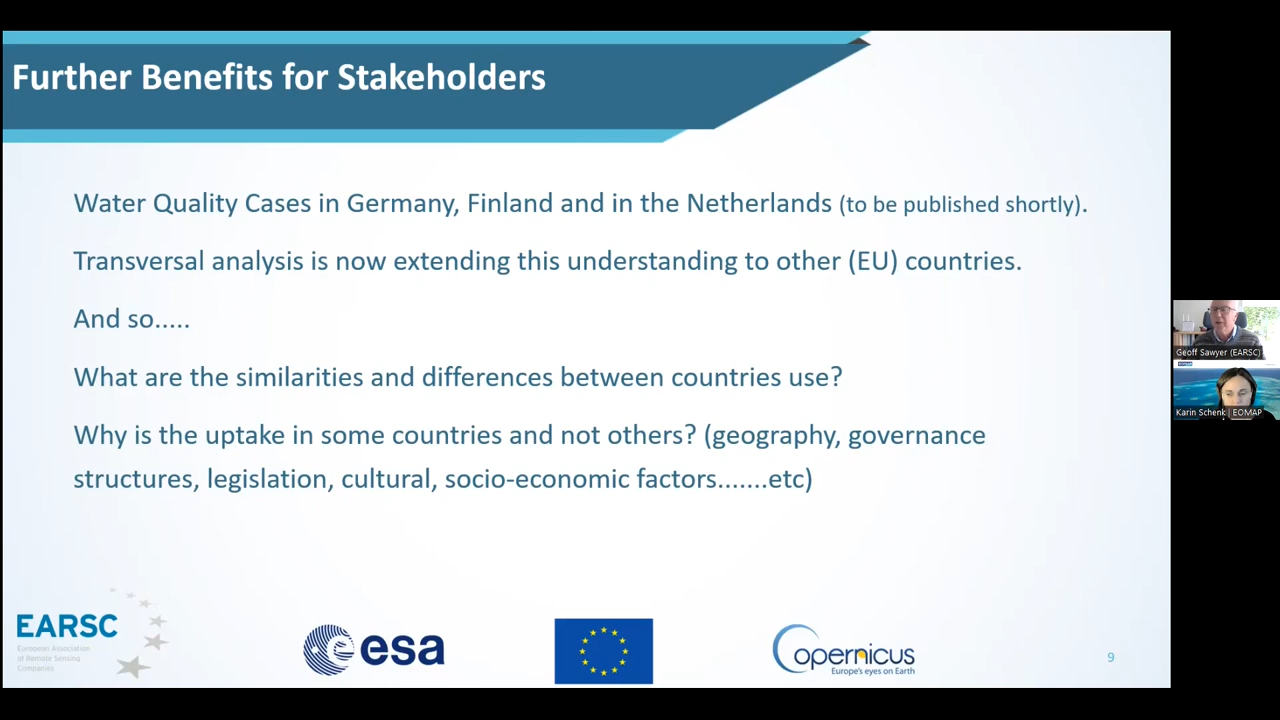 Further Benefits for Stakeholders
Water Quality Cases in Germany, Finland and in the Netherlands (to be published shortly).
Transversal analysis is now extending this understanding to other (EU) countries.
And so.....
What are the similarities and differences between countries use?
Why is the uptake in some countries and not others? (geography, governance
structures, legislation, cultural, socio-economic factors.......etc)
Geoff Sawyer (EARSC)
Karin Schenk | EOMAP
EARSC
European Association
of Remote Sensing
Companies
esa
opernicus
Europe's eyes on Earth
9